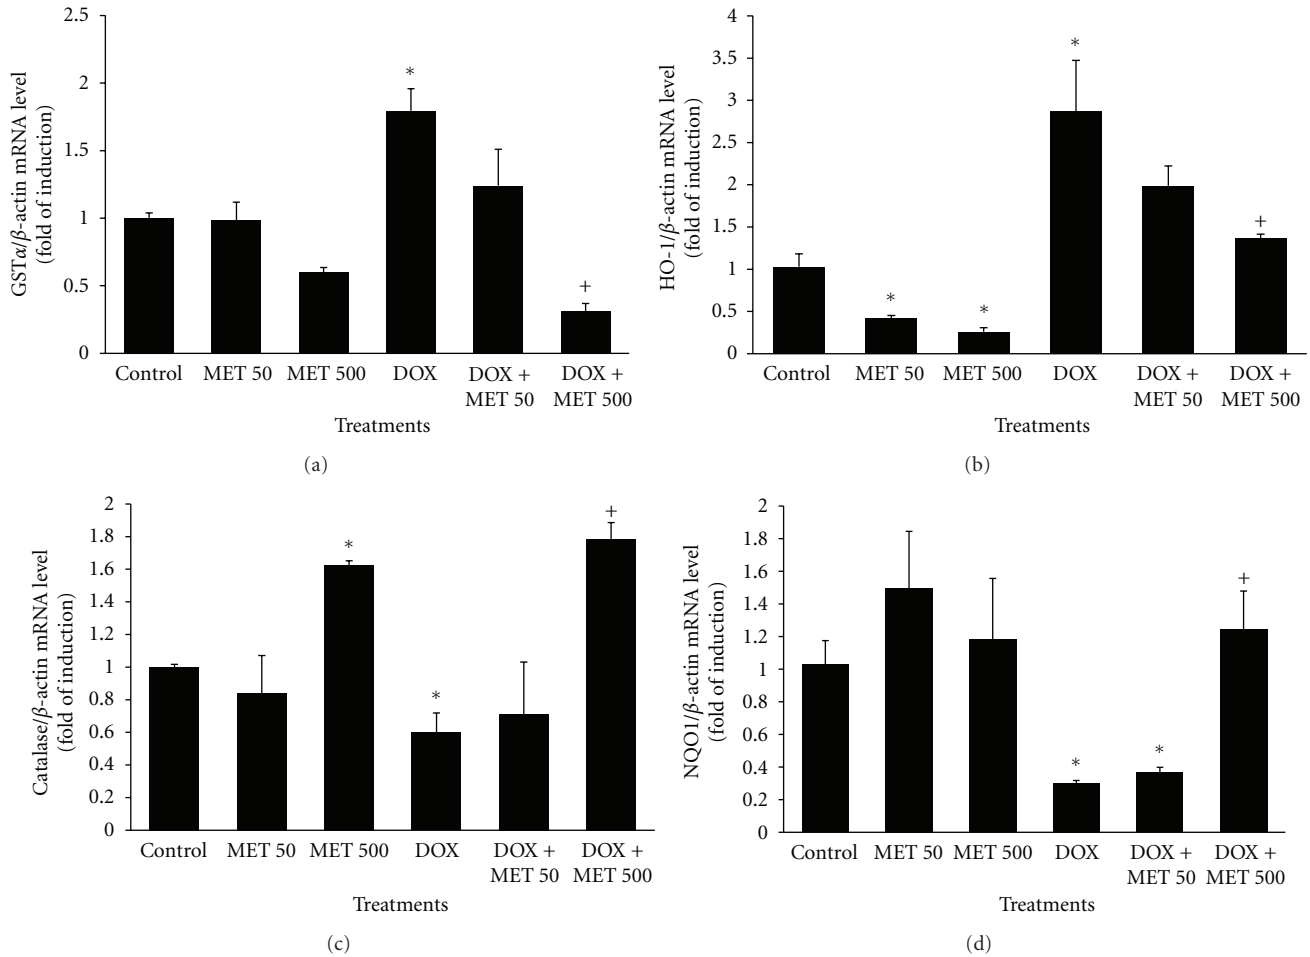 GSTα/β-actin mRNA level
(fold of induction)
2.5
2
1.5
1
0.5
0
*
+
Control
MET 50
MET 500
DOX
DOX +
MET 50
DOX +
MET 500
Treatments
(a)
HO-1/β-actin mRNA level
(fold of induction)
4
3.5
3
2.5
2
1.5
1
0.5
0
*
*
*
+
Control
MET 50
MET 500
DOX
DOX +
MET 50
DOX +
MET 500
Treatments
(b)
Catalase/β-actin mRNA level
(fold of induction)
2
1.8
1.6
1.4
1.2
1
0.8
0.6
0.4
0.2
0
*
*
+
Control
MET 50
MET 500
DOX
DOX +
MET 50
DOX +
MET 500
Treatments
(c)
NQO1/β-actin mRNA level
(fold of induction)
2
1.8
1.6
1.4
1.2
1
0.8
0.6
0.4
0.2
0
*
*
+
Control
MET 50
MET 500
DOX
DOX +
MET 50
DOX +
MET 500
Treatments
(d)